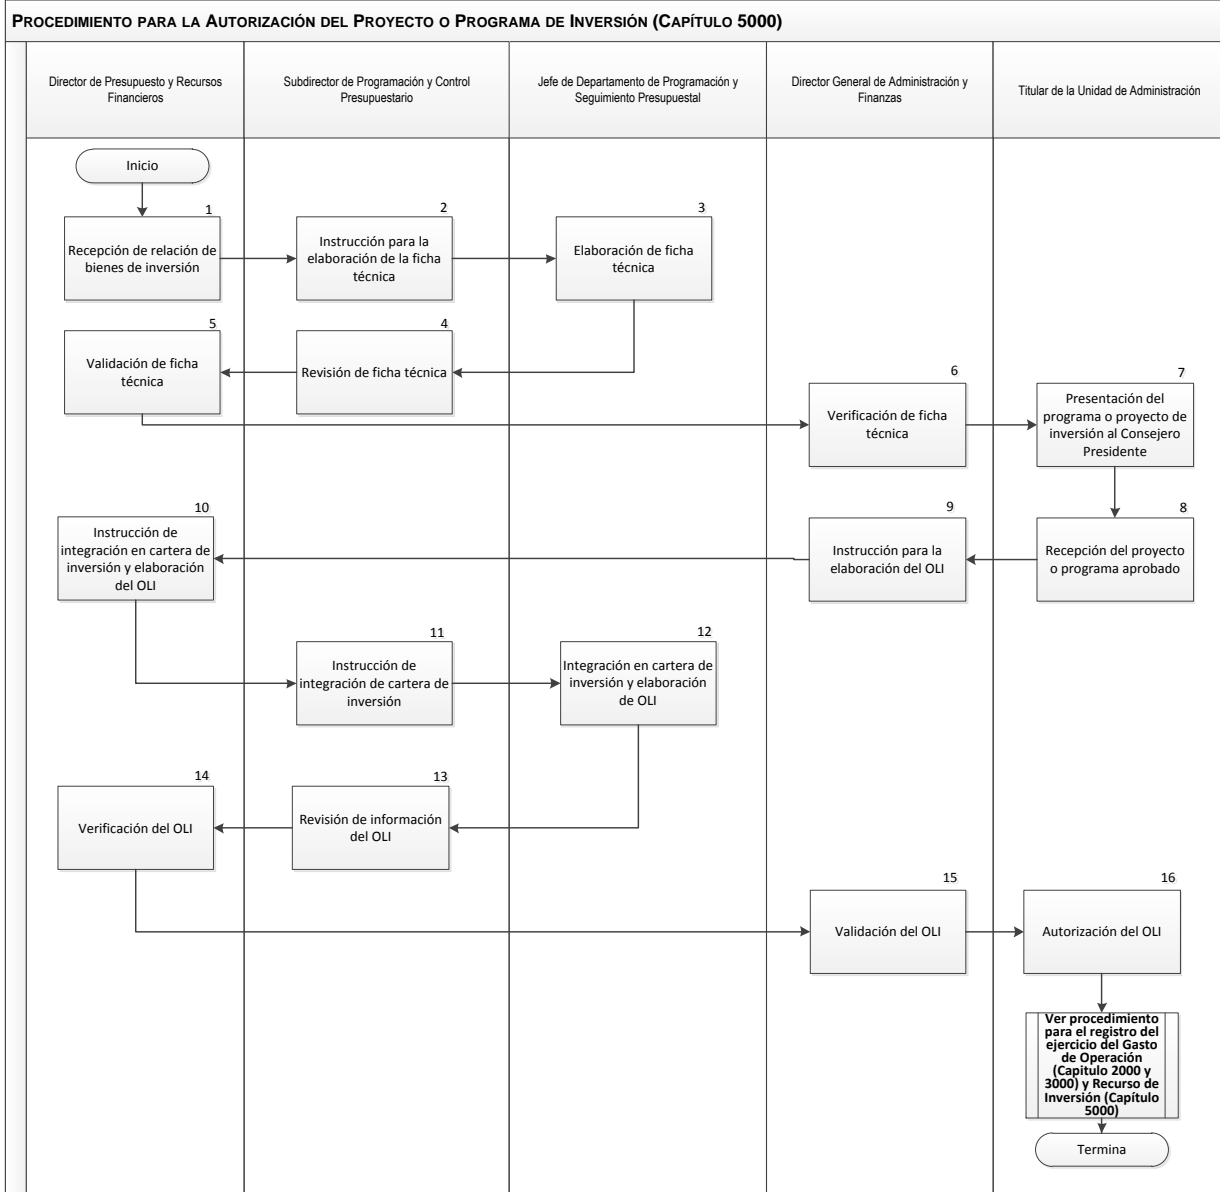 PROCEDIMIENTO PARA LA AUTORIZACIÓN DEL PROYECTO O PROGRAMA DE INVERSIÓN (CAPÍTULO 5000)
Director de Presupuesto y Recursos
Financieros
Subdirector de Programación y Control
Presupuestario
Jefe de Departamento de Programación y
Seguimiento Presupuestal
Director General de Administración y
Finanzas
Titular de la Unidad de Administración
Inicio
1
Recepción de relación de
bienes de inversión
2
Instrucción para la
elaboración de la ficha
técnica
3
Elaboración de ficha
técnica
4
Revisión de ficha técnica
5
Validación de ficha
técnica
6
Verificación de ficha
técnica
7
Presentación del
programa o proyecto de
inversión al Consejero
Presidente
8
Recepción del proyecto
o programa aprobado
9
Instrucción para la
elaboración del OLI
10
Instrucción de
integración en cartera de
inversión y elaboración
del OLI
11
Instrucción de
integración de cartera de
inversión
12
Integración en cartera de
inversión y elaboración
de OLI
13
Revisión de información
del OLI
14
Verificación del OLI
15
Validación del OLI
16
Autorización del OLI
Ver procedimiento
para el registro del
ejercicio del Gasto
de Operación
(Capitulo 2000 y
3000) y Recurso de
Inversión (Capítulo
5000)
Termina